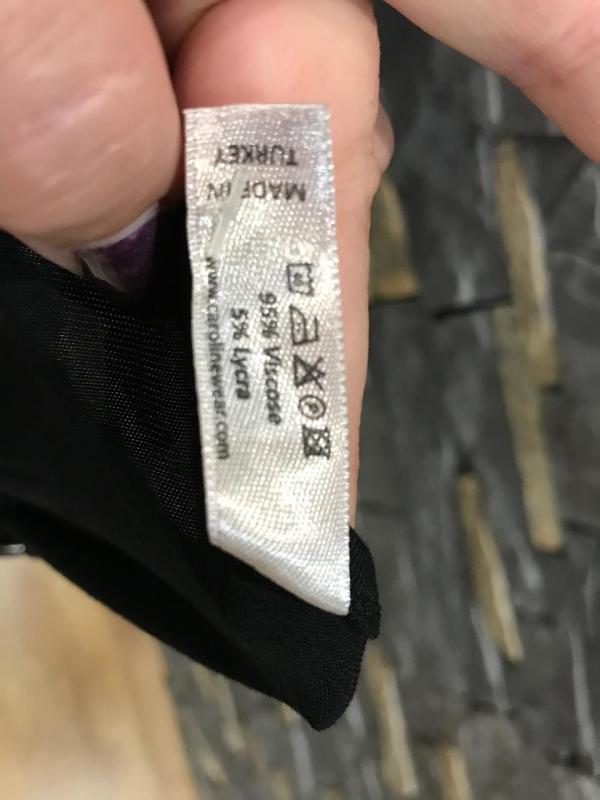 MADE IN
TURKEY
95% Viscose
5% Lycra
www.carolinewear.com